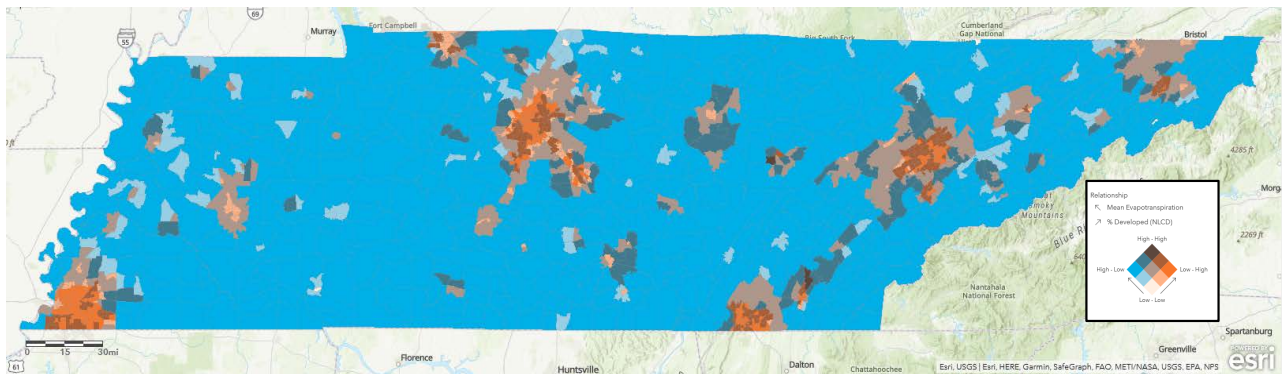 69
Murray
Fort Campbell
55
Big South Fork
Cumberland
Gap National
Bristol
4285 ft
Relationship
Mean Evapotranspiration
% Developed (NLCD)
High - High
High - Low
Low - High
Low - Low
Smoky
Mountains
Blue
2269 ft
Nantahala
National Forest
0 15 30mi
61
Florence
Huntsville
Dalton
Chattahoochee
Spartanburg
Greenville
POWERED BY
esri
Esri, USGS | Esri, HERE, Garmin, SafeGraph, FAO, METI/NASA, USGS, EPA, NPS